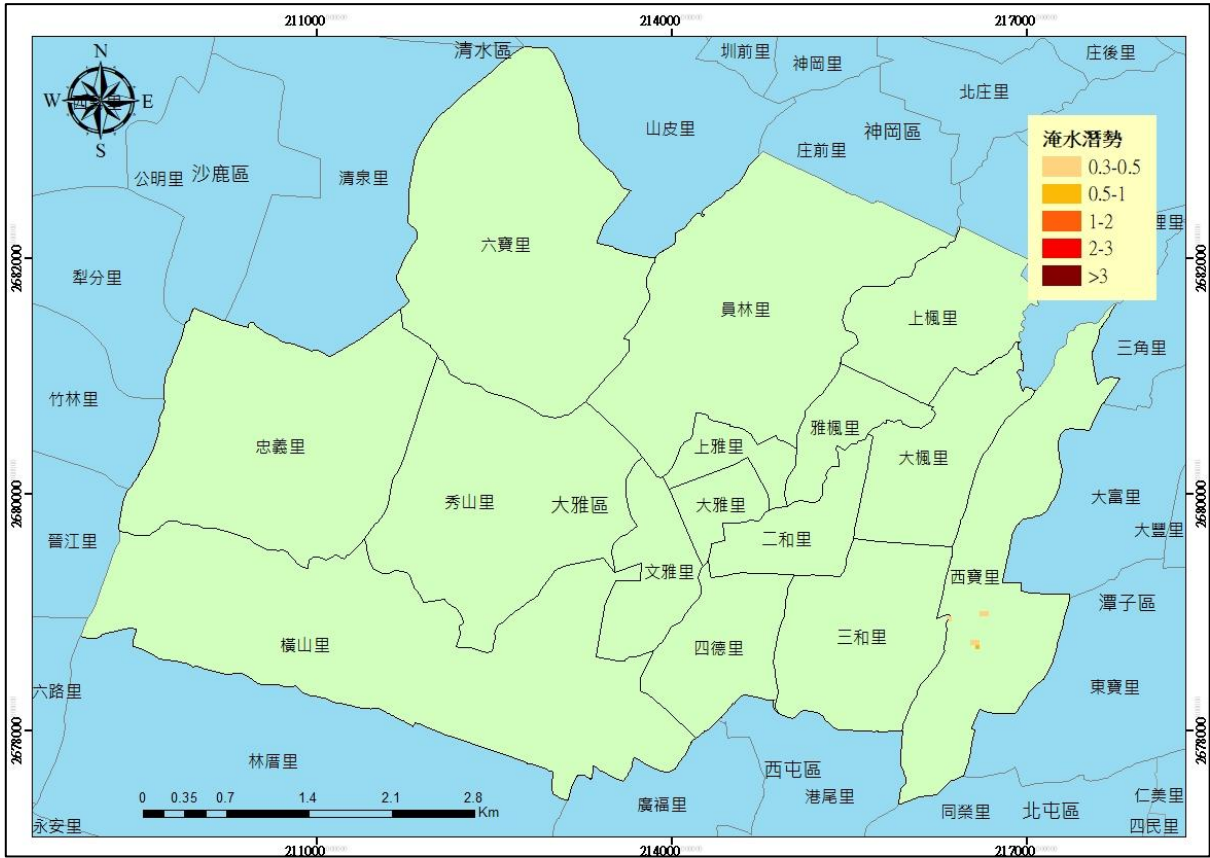 211000
214000
217000
清水區
圳前里
庄後里
神岡里
N
北庄里
W
E
山皮里
神岡區
S
淹水潛勢
庄前里
0.3-0.5
公明里
沙鹿區
清泉里
0.5-1
1-2
六寶里
2-3
2682000
犁分里
2682000
>3
員林里
上楓里
三角里
竹林里
雅楓里
忠義里
上雅里
大楓里
秀山里
大雅區
大雅里
大富里
2680000
2680000
大豐里
晉江里
二和里
文雅里
西寶里
潭子區
橫山里
四德里
三和里
六路里
東寶里
2678000
2678000
林厝里
西屯區
0 0.35 0.7 1.4 2.1 2.8
Km
廣福里
港尾里
同榮里
北屯區
仁美里
永安里
四民里
211000
214000
217000